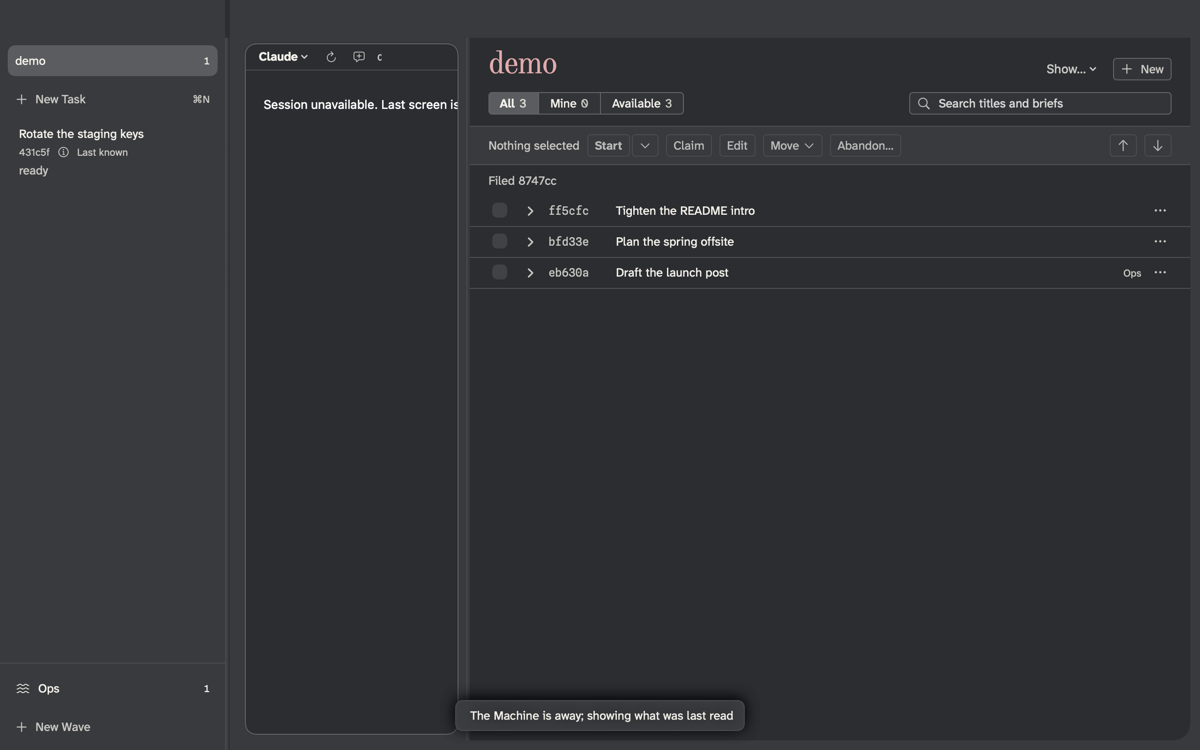 demo 1
New Task ⌘N
Rotate the staging keys
431c5f Last known
ready
Ops 1
New Wave
Claude
Session unavailable. Last screen is
demo
Show...
New
All 3 Mine 0 Available 3
Search titles and briefs
Nothing selected Start Claim Edit Move Abandon...
Filed 8747cc
ff5cfc Tighten the README intro
bfd33e Plan the spring offsite
eb630a Draft the launch post Ops
The Machine is away; showing what was last read